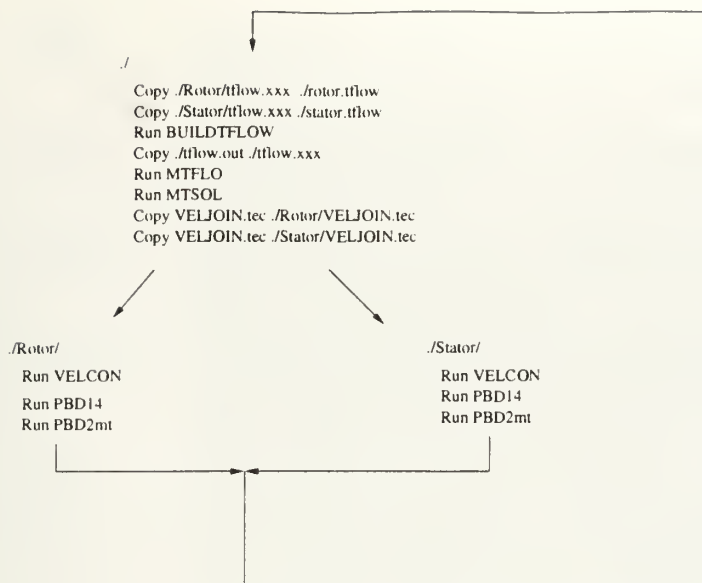 ./
Copy ./Rotor/tflow.xxx ./rotor.tflow
Copy ./Stator/tflow.xxx ./stator.tflow
Run BUILDTFLOW
Copy ./tflow.out ./tflow.xxx
Run MTFLO
Run MTSOL
Copy VELJOIN.tec ./Rotor/VELJOIN.tec
Copy VELJOIN.tec ./Stator/VELJOIN.tec
./Rotor/
Run VELCON
Run PBD14
Run PBD2mt
./Stator/
Run VELCON
Run PBD14
Run PBD2mt